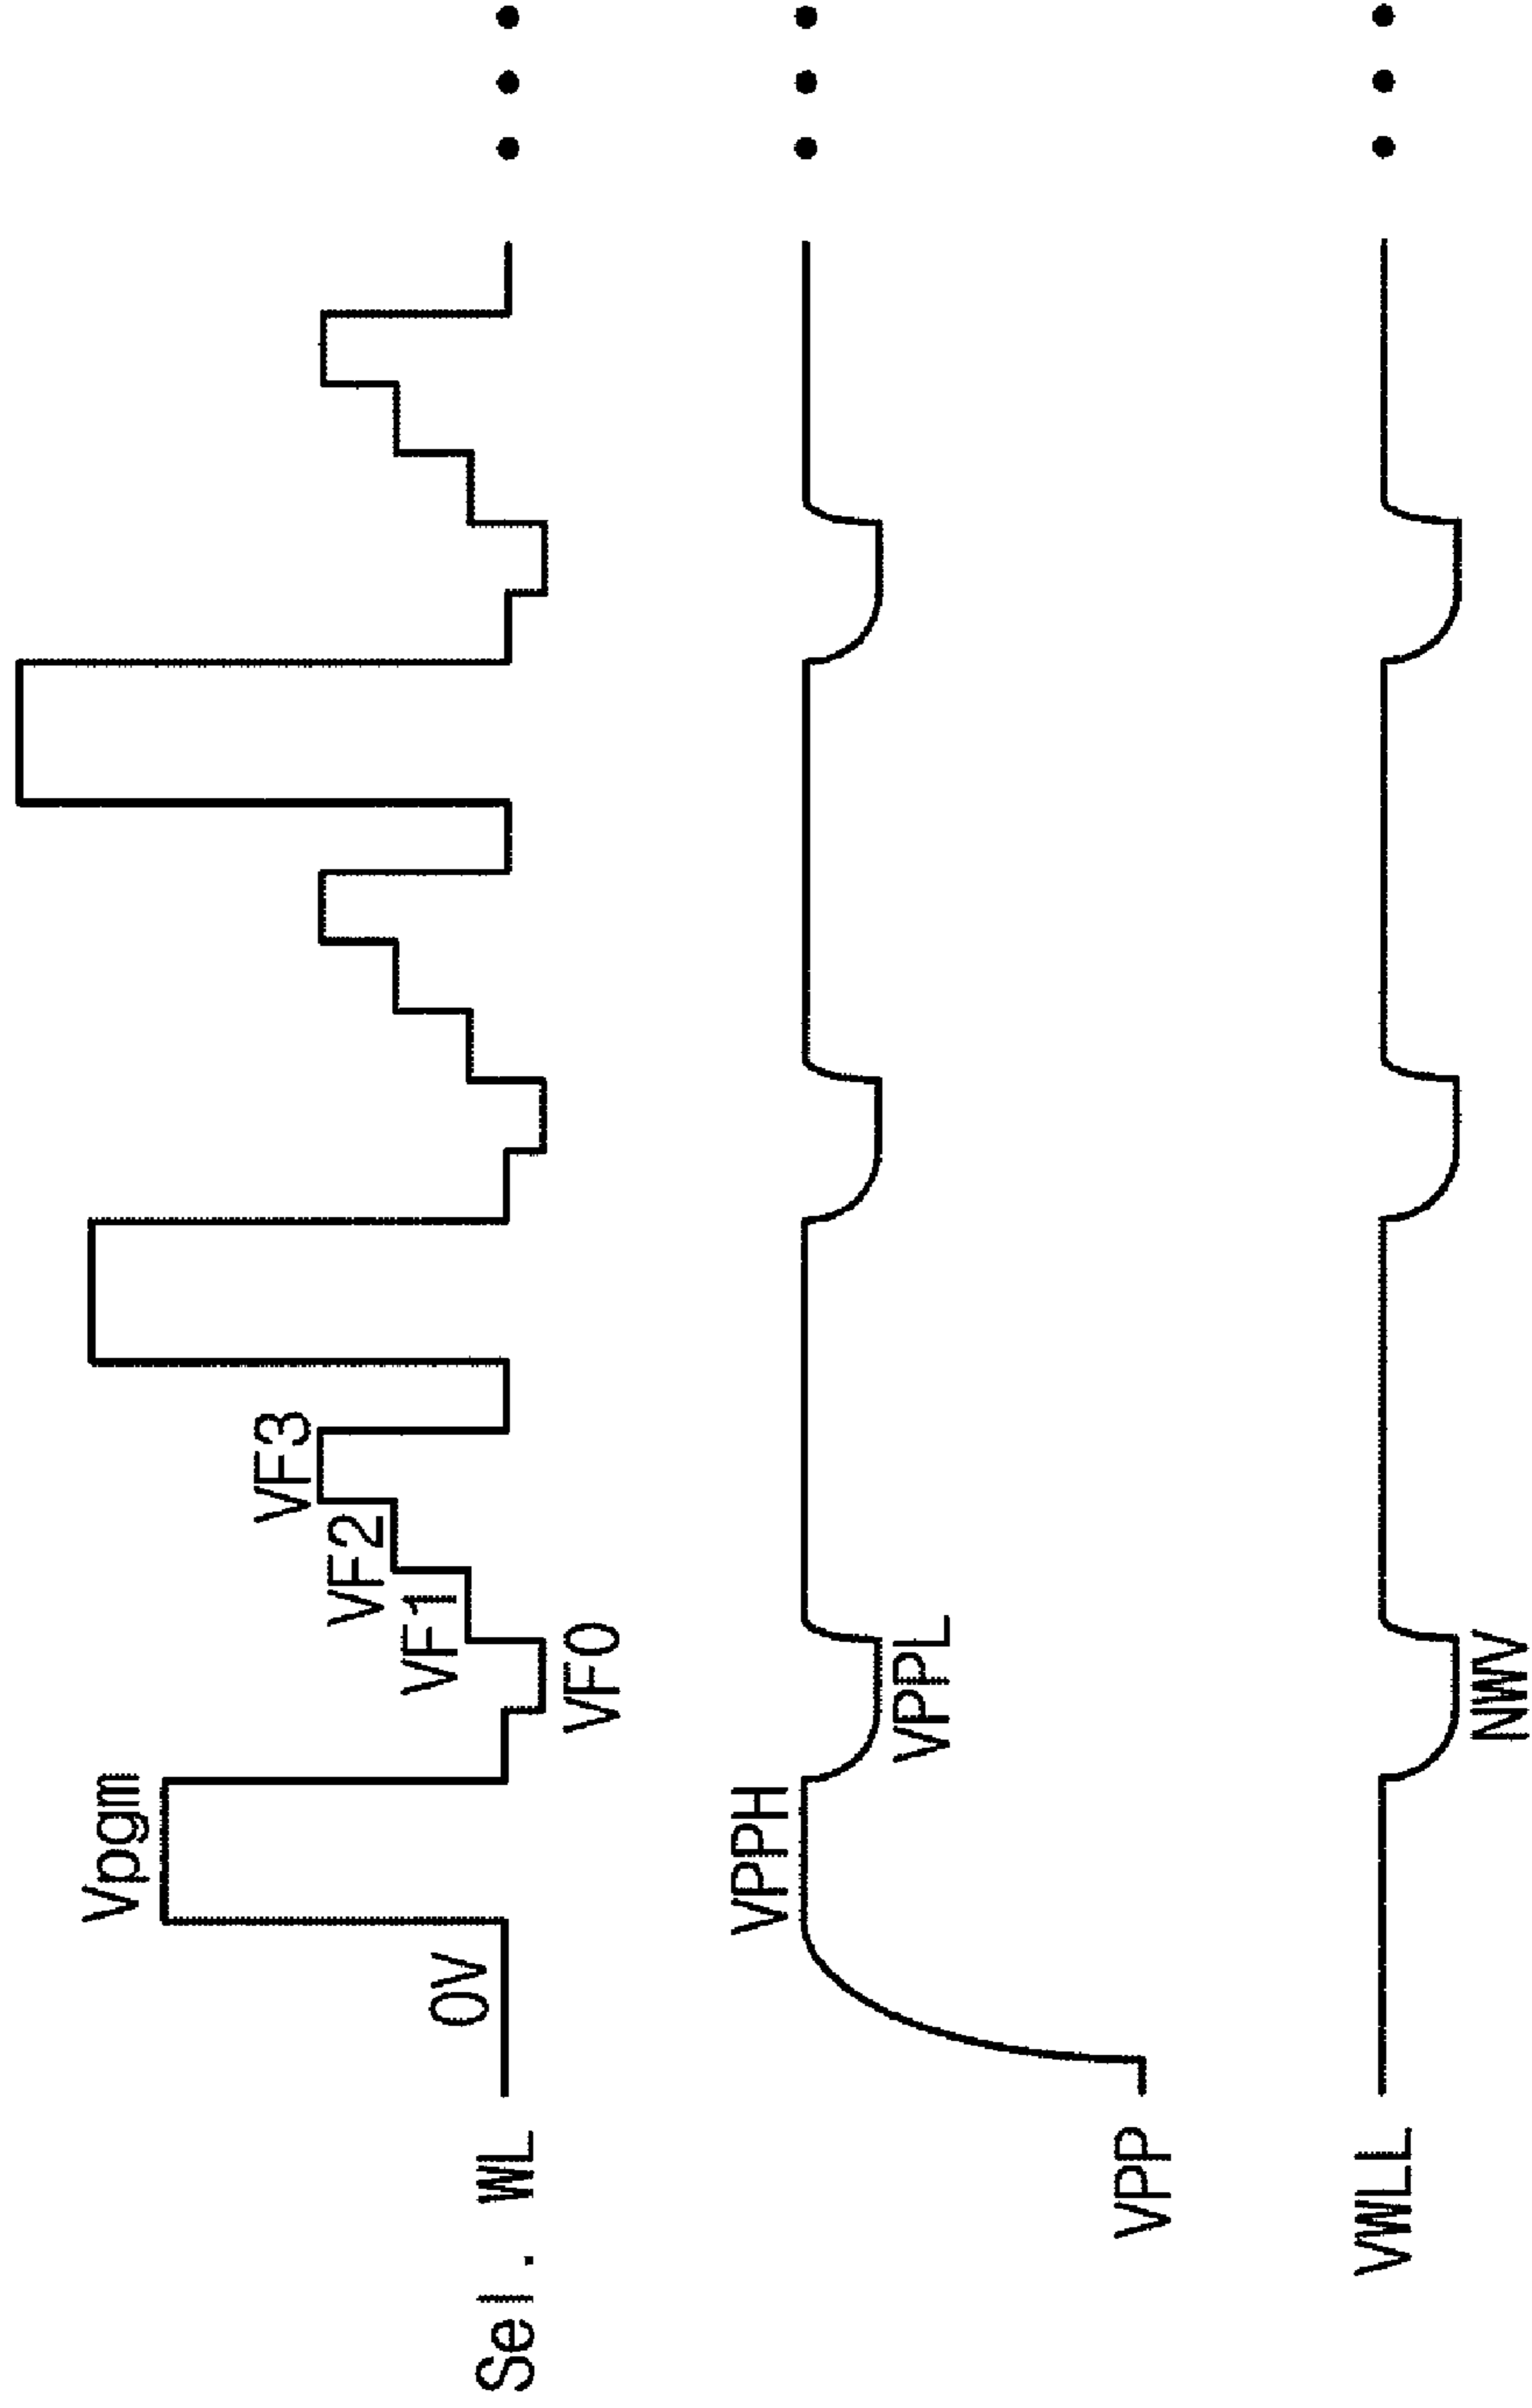 Vpgm
VF3
VF2
VF1
0V
VF0
Sel. WL
VPPH
VPPL
VPP
VWLL
NWV